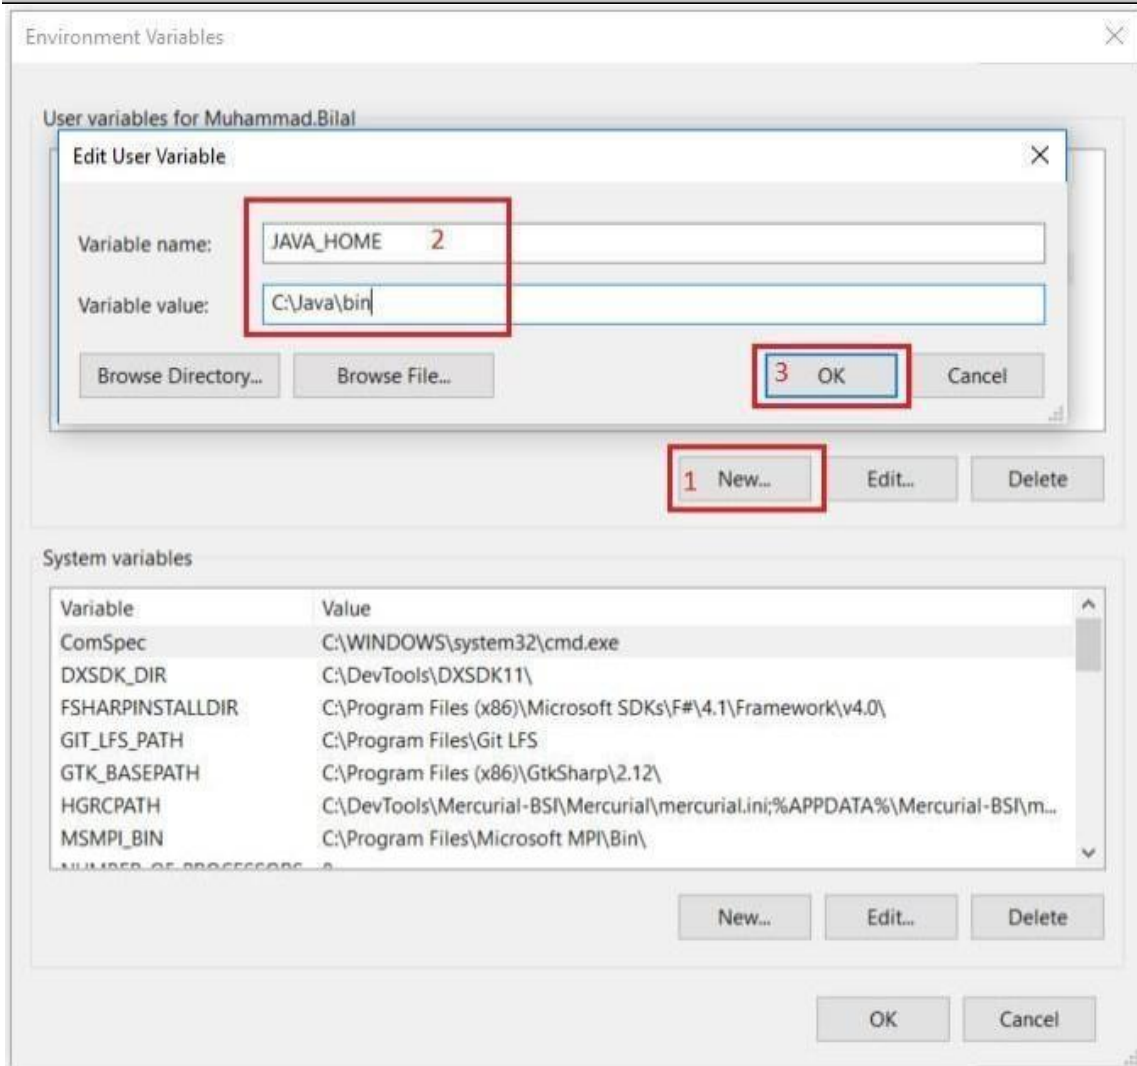 Environment Variables
User variables for Muhammad.Bilal
Edit User Variable
Variable name: JAVA_HOME 2
Variable value: C:\Java\bin
Browse Directory... Browse File... 3 OK Cancel
1 New... Edit... Delete
System variables
Variable Value
ComSpec C:\WINDOWS\system32\cmd.exe
DXSDK_DIR C:\DevTools\DXSDK11\
FSHARPINSTALLDIR C:\Program Files (x86)\Microsoft SDKs\F#\4.1\Framework\v4.0\
GIT_LFS_PATH C:\Program Files\Git LFS
GTK_BASEPATH C:\Program Files (x86)\GtkSharp\2.12\
HGRCPATH C:\DevTools\Mercurial-BSI\Mercurial\mercurial.ini;%APPDATA%\Mercurial-BSI\m...
MSMPI_BIN C:\Program Files\Microsoft MPI\Bin\
NUMBER_OF_PROCESSORS
New... Edit... Delete
OK Cancel